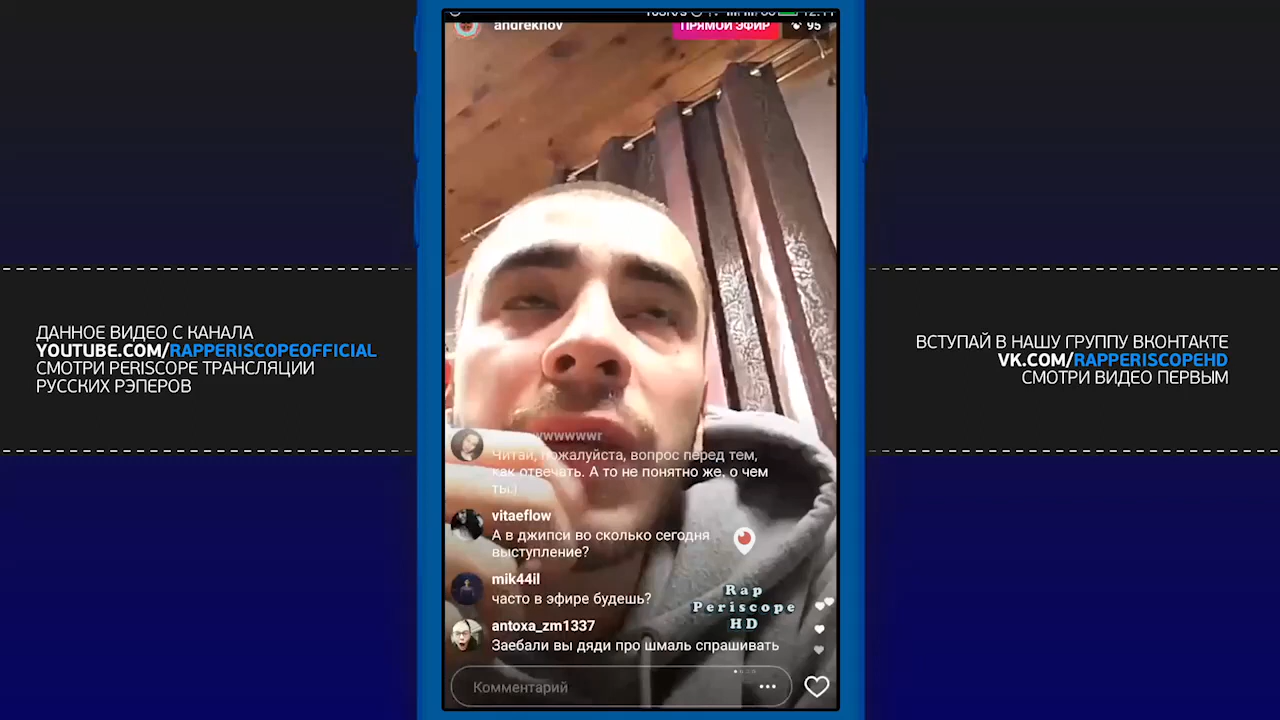 andreknov
ПРЯМОЙ ЭФИР
95
ДАННОЕ ВИДЕО С КАНАЛА
YOUTUBE.COM/RAPPERISCOPEOFFICIAL
СМОТРИ PERISCOPE ТРАНСЛЯЦИИ
РУССКИХ РЭПЕРОВ
ВСТУПАЙ В НАШУ ГРУППУ ВКОНТАКТЕ
VK.COM/RAPPERISCOPEHD
СМОТРИ ВИДЕО ПЕРВЫМ
Читай, пожалуйста, вопрос перед тем,
как отвечать. А то не понятно же, о чем
ты:)
vitaeflow
А в джипси во сколько сегодня
выступление?
mik44il
часто в эфире будешь?
antoxa_zm1337
Заебали вы дяди про шмаль спрашивать
Rap
Periscope
HD
Комментарий